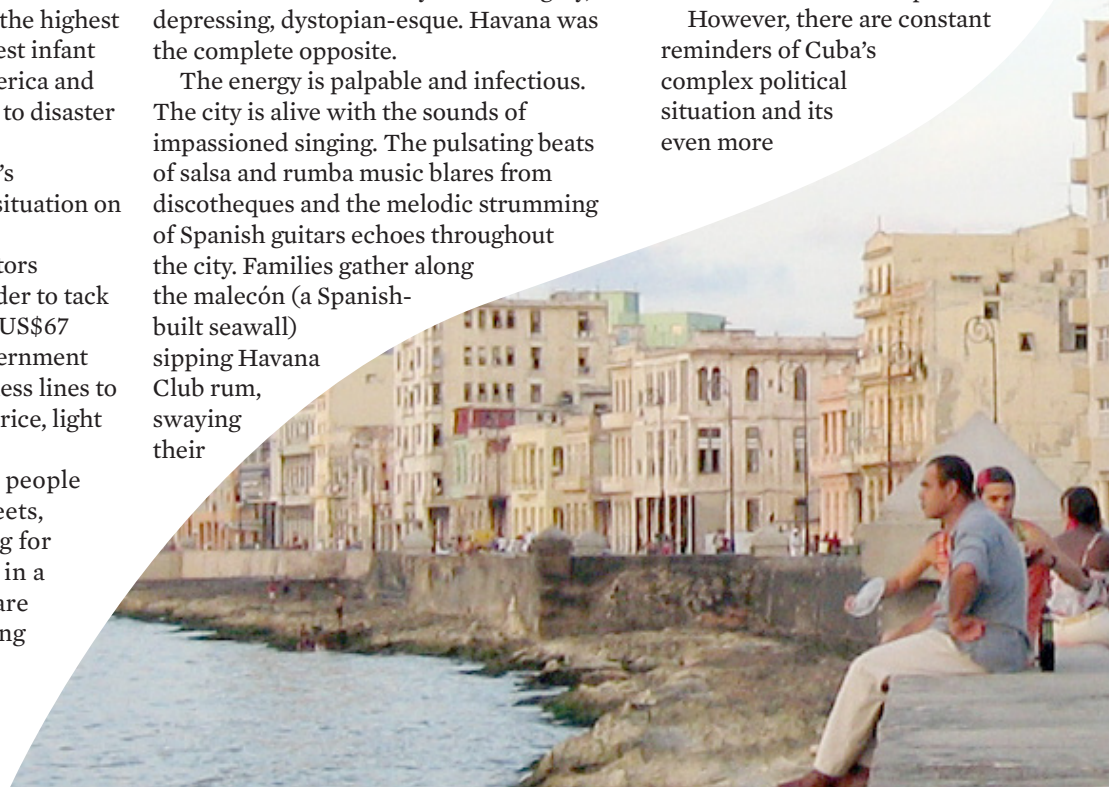 the highest
est infant
erica and
to disaster
’s
situation on
tors
der to tack
US$67
ernment
ess lines to
rice, light
people
eets,
g for
in a
are
ng
depressing, dystopian-esque. Havana was
the complete opposite.
The energy is palpable and infectious.
The city is alive with the sounds of
impassioned singing. The pulsating beats
of salsa and rumba music blares from
discotheques and the melodic strumming
of Spanish guitars echoes throughout
the city. Families gather along
the malecón (a Spanish-
built seawall)
sipping Havana
Club rum,
swaying
their
However, there are constant
reminders of Cuba’s
complex political
situation and its
even more